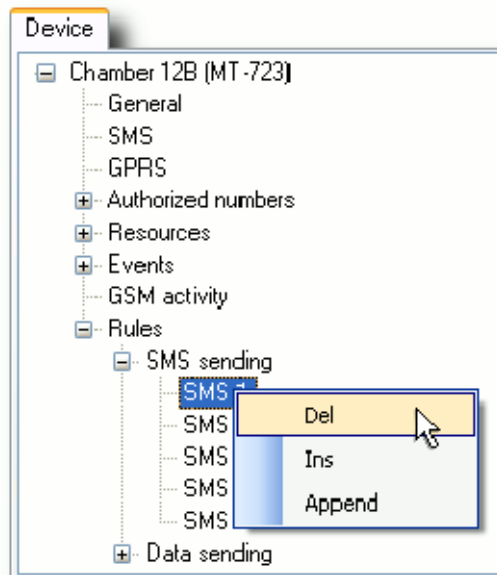 Device
Chamber 12B (MT-723)
General
SMS
GPRS
Authorized numbers
Resources
Events
GSM activity
Rules
SMS sending
SMS
Del
SMS
SMS
Ins
SMS
Append
SMS
Data sending